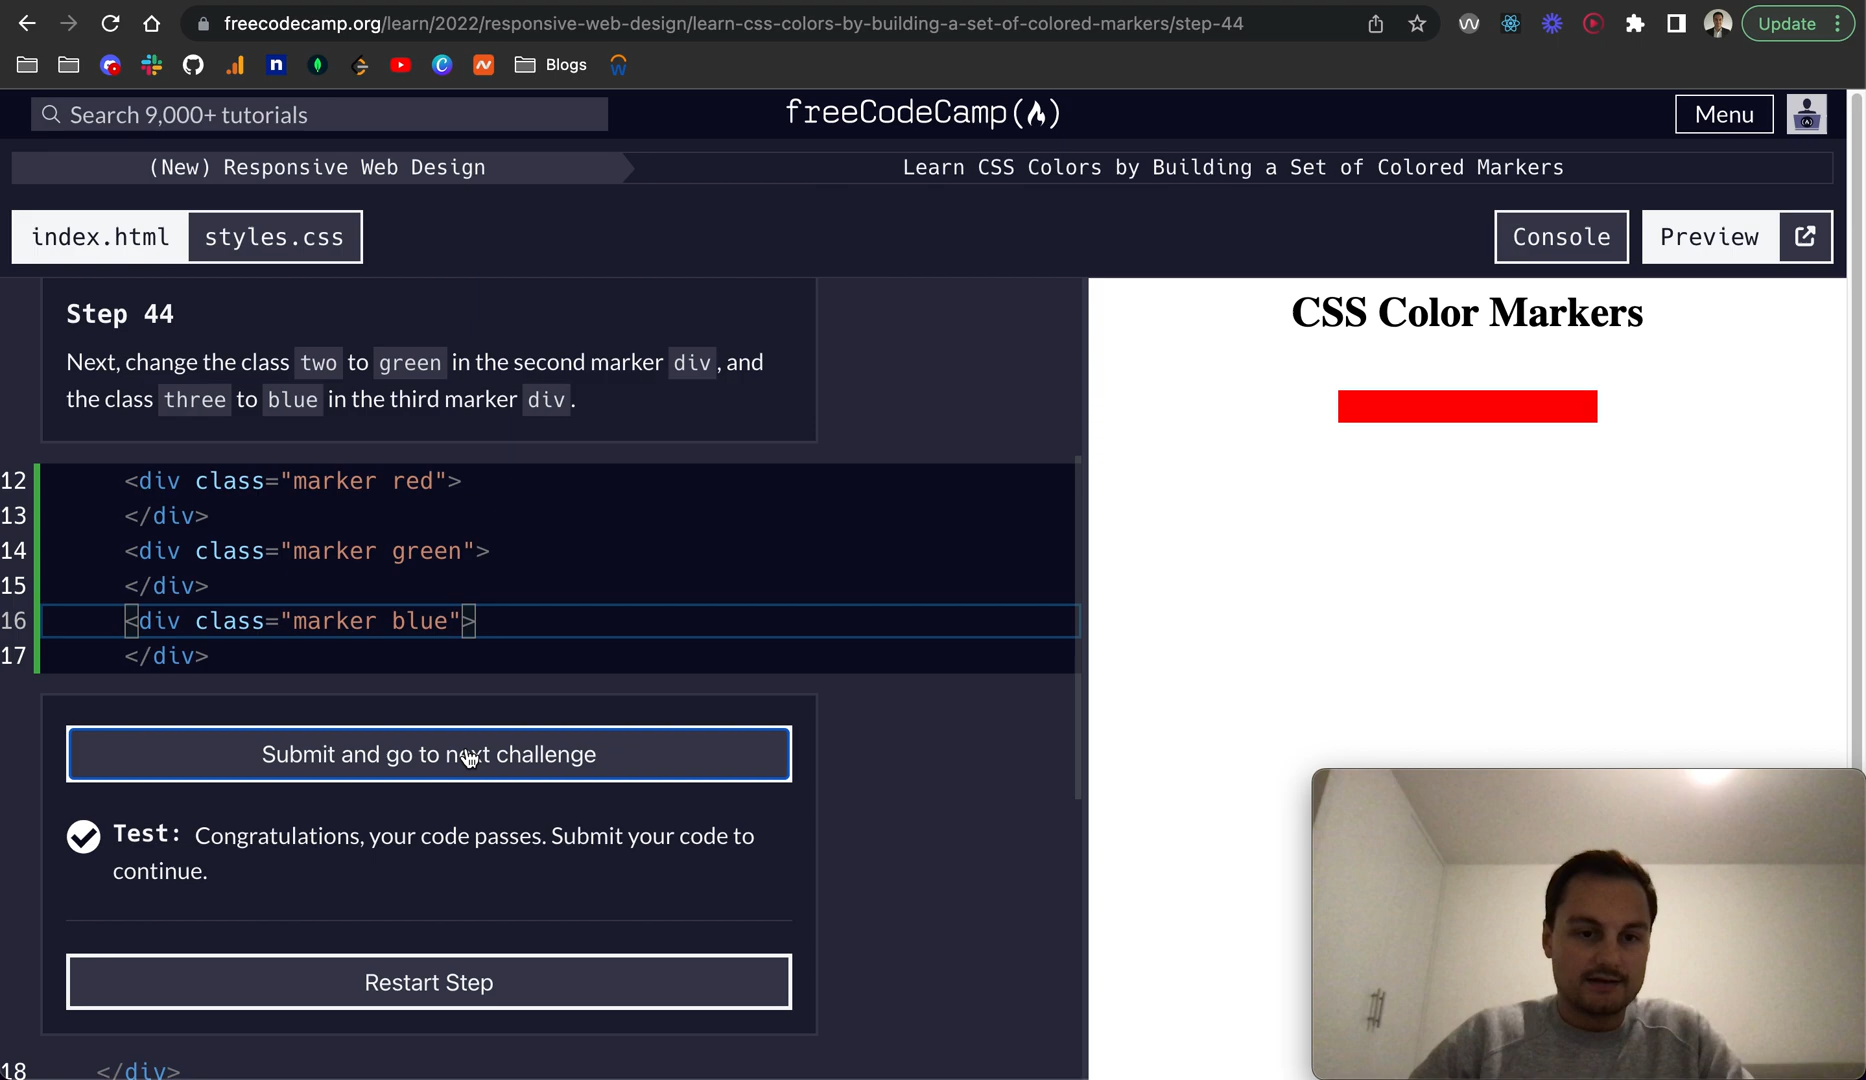 freecodecamp.org/learn/2022/responsive-web-design/learn-css-colors-by-building-a-set-of-colored-markers/step-44
Update
Blogs
Search 9,000+ tutorials
freeCodeCamp
Menu
(New) Responsive Web Design
Learn CSS Colors by Building a Set of Colored Markers
index.html
styles.css
Console
Preview
Step 44
Next, change the class two to green in the second marker div, and
the class three to blue in the third marker div.
12 <div class="marker red">
13 </div>
14 <div class="marker green">
15 </div>
16 <div class="marker blue">
17 </div>
Submit and go to next challenge
Test: Congratulations, your code passes. Submit your code to
continue.
Restart Step
18 </div>
CSS Color Markers